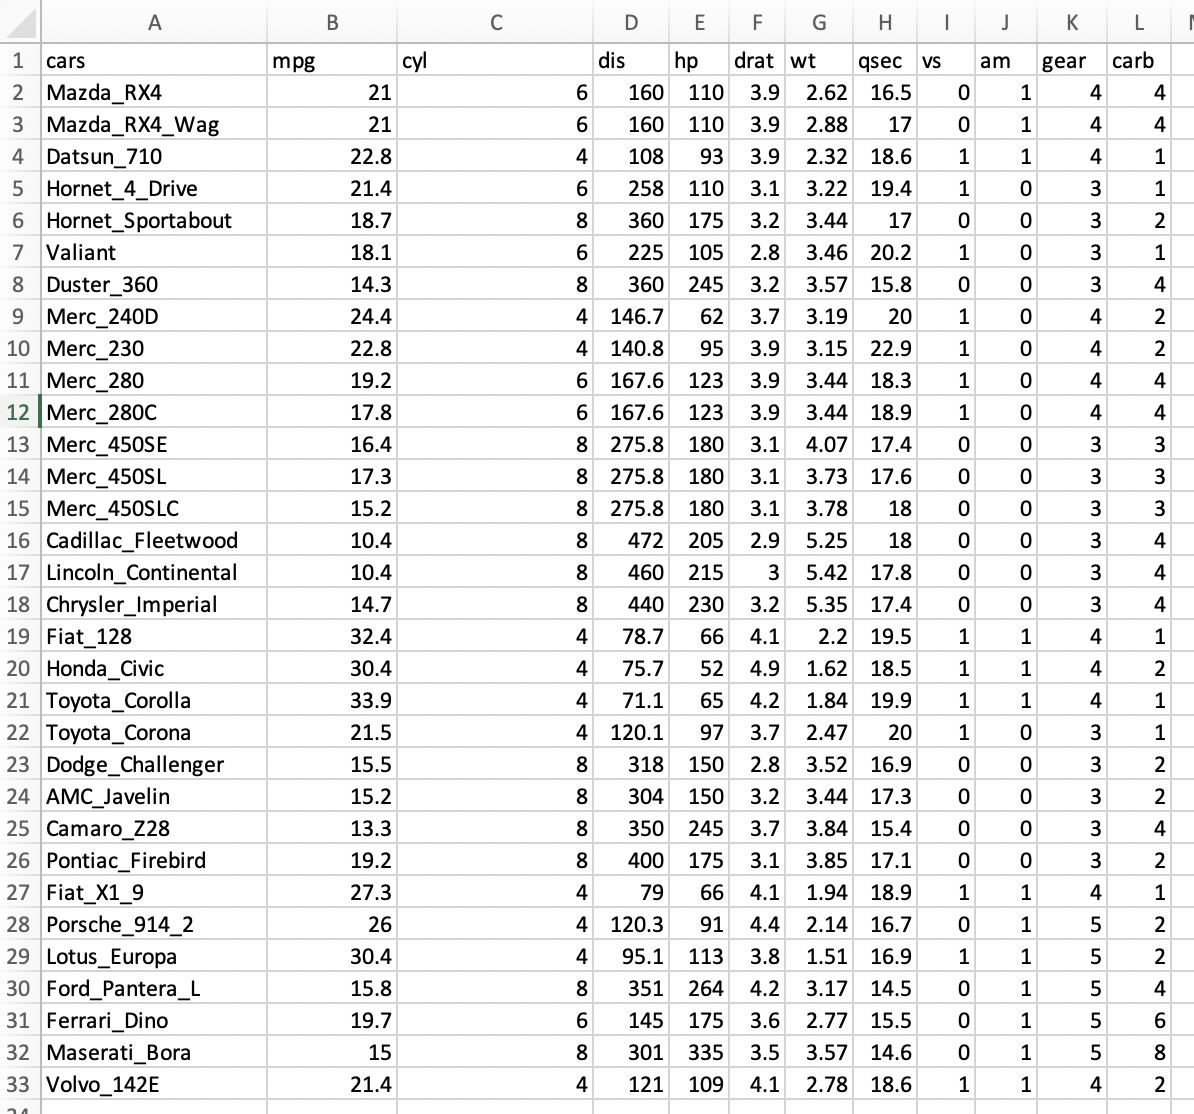 A B C D E F G H I J K L
1 cars mpg cyl dis hp drat wt qsec vs am gear carb
2 Mazda_RX4 21 6 160 110 3.9 2.62 16.5 0 1 4 4
3 Mazda_RX4_Wag 21 6 160 110 3.9 2.88 17 0 1 4 4
4 Datsun_710 22.8 4 108 93 3.9 2.32 18.6 1 1 4 1
5 Hornet_4_Drive 21.4 6 258 110 3.1 3.22 19.4 1 0 3 1
6 Hornet_Sportabout 18.7 8 360 175 3.2 3.44 17 0 0 3 2
7 Valiant 18.1 6 225 105 2.8 3.46 20.2 1 0 3 1
8 Duster_360 14.3 8 360 245 3.2 3.57 15.8 0 0 3 4
9 Merc_240D 24.4 4 146.7 62 3.7 3.19 20 1 0 4 2
10 Merc_230 22.8 4 140.8 95 3.9 3.15 22.9 1 0 4 2
11 Merc_280 19.2 6 167.6 123 3.9 3.44 18.3 1 0 4 4
12 Merc_280C 17.8 6 167.6 123 3.9 3.44 18.9 1 0 4 4
13 Merc_450SE 16.4 8 275.8 180 3.1 4.07 17.4 0 0 3 3
14 Merc_450SL 17.3 8 275.8 180 3.1 3.73 17.6 0 0 3 3
15 Merc_450SLC 15.2 8 275.8 180 3.1 3.78 18 0 0 3 3
16 Cadillac_Fleetwood 10.4 8 472 205 2.9 5.25 18 0 0 3 4
17 Lincoln_Continental 10.4 8 460 215 3 5.42 17.8 0 0 3 4
18 Chrysler_Imperial 14.7 8 440 230 3.2 5.35 17.4 0 0 3 4
19 Fiat_128 32.4 4 78.7 66 4.1 2.2 19.5 1 1 4 1
20 Honda_Civic 30.4 4 75.7 52 4.9 1.62 18.5 1 1 4 2
21 Toyota_Corolla 33.9 4 71.1 65 4.2 1.84 19.9 1 1 4 1
22 Toyota_Corona 21.5 4 120.1 97 3.7 2.47 20 1 0 3 1
23 Dodge_Challenger 15.5 8 318 150 2.8 3.52 16.9 0 0 3 2
24 AMC_Javelin 15.2 8 304 150 3.2 3.44 17.3 0 0 3 2
25 Camaro_Z28 13.3 8 350 245 3.7 3.84 15.4 0 0 3 4
26 Pontiac_Firebird 19.2 8 400 175 3.1 3.85 17.1 0 0 3 2
27 Fiat_X1_9 27.3 4 79 66 4.1 1.94 18.9 1 1 4 1
28 Porsche_914_2 26 4 120.3 91 4.4 2.14 16.7 0 1 5 2
29 Lotus_Europa 30.4 4 95.1 113 3.8 1.51 16.9 1 1 5 2
30 Ford_Pantera_L 15.8 8 351 264 4.2 3.17 14.5 0 1 5 4
31 Ferrari_Dino 19.7 6 145 175 3.6 2.77 15.5 0 1 5 6
32 Maserati_Bora 15 8 301 335 3.5 3.57 14.6 0 1 5 8
33 Volvo_142E 21.4 4 121 109 4.1 2.78 18.6 1 1 4 2